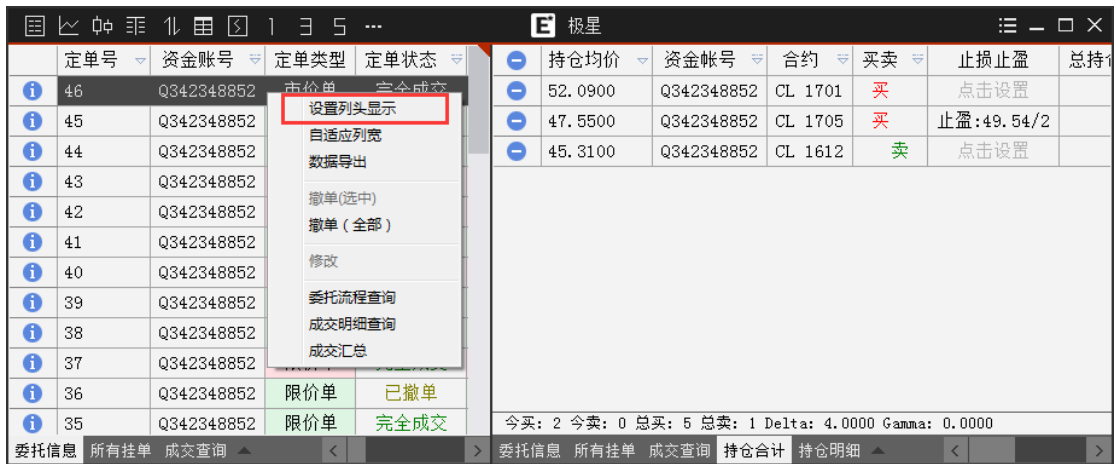 1 3 5 ... E 极星
定单号 资金账号 定单类型 定单状态
46 Q342348852 市价单 完全成交
45 Q342348852
44 Q342348852
43 Q342348852
42 Q342348852
41 Q342348852
40 Q342348852
39 Q342348852
38 Q342348852
37 Q342348852
36 Q342348852 限价单 已撤单
35 Q342348852 限价单 完全成交
设置列头显示
自适应列宽
数据导出
撤单(选中)
撤单（全部）
修改
委托流程查询
成交明细查询
成交汇总
委托信息 所有挂单 成交查询
持仓均价 资金帐号 合约 买卖 止损止盈 总持
52.0900 Q342348852 CL 1701 买 点击设置
47.5500 Q342348852 CL 1705 买 止盈:49.54/2
45.3100 Q342348852 CL 1612 卖 点击设置
今买: 2 今卖: 0 总买: 5 总卖: 1 Delta: 4.0000 Gamma: 0.0000
委托信息 所有挂单 成交查询 持仓合计 持仓明细